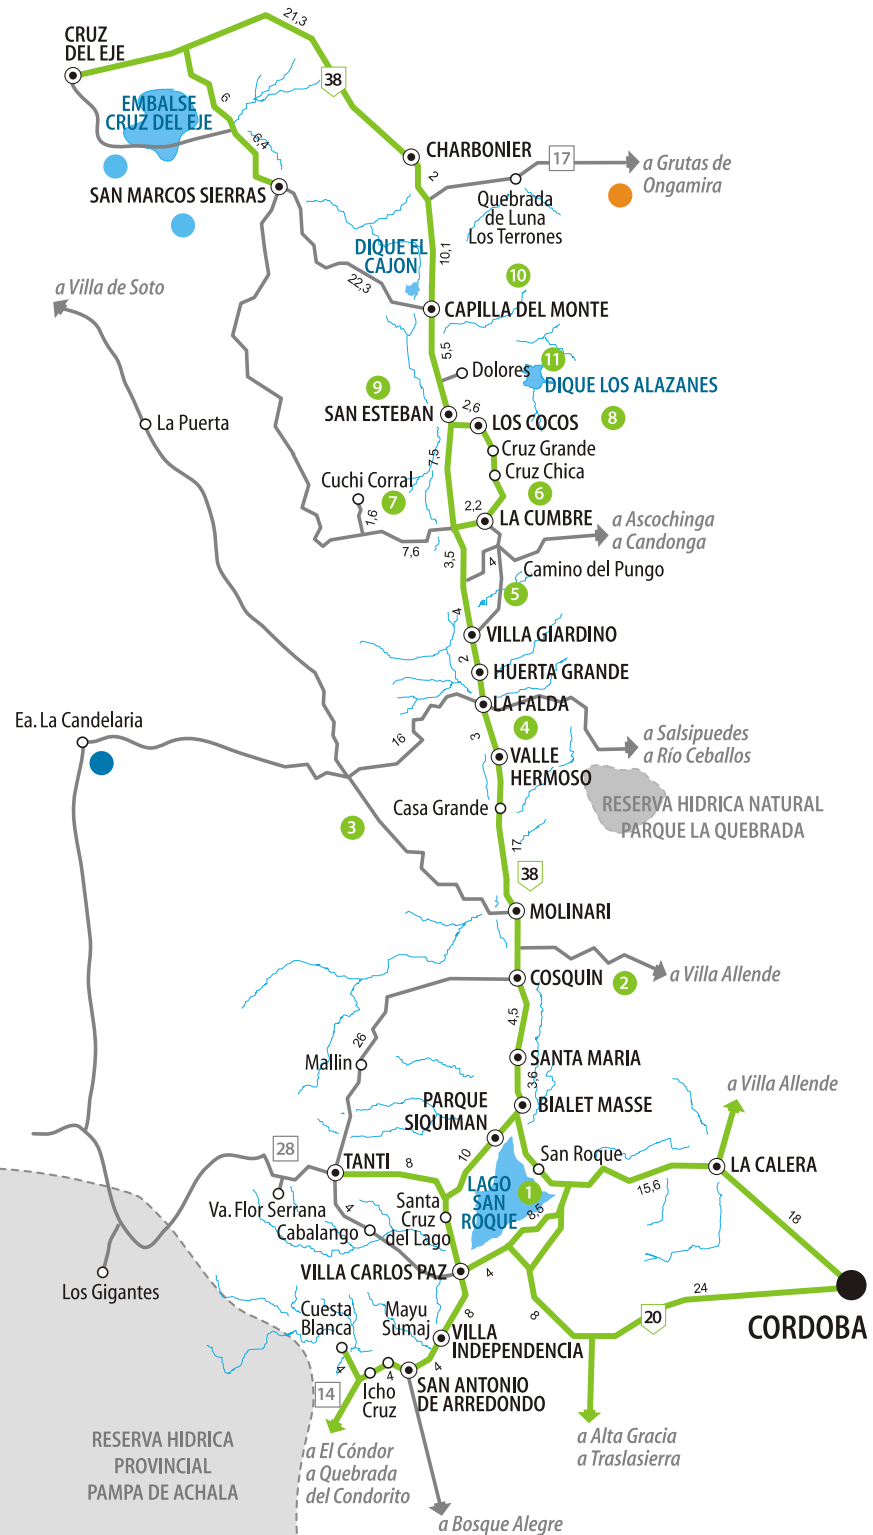 21,3
CRUZ
DEL EJE
38
6
EMBALSE
CRUZ DEL EJE
6,4
CHARBONIER
17
a Grutas de
Ongamira
2
SAN MARCOS SIERRAS
Quebrada
de Luna
Los Terrones
DIQUE EL
CAJON
10,1
10
22,3
a Villa de Soto
CAPILLA DEL MONTE
5,5
11
Dolores
DIQUE LOS ALAZANES
9
2,6
SAN ESTEBAN
LOS COCOS
8
La Puerta
Cruz Grande
7,5
Cruz Chica
Cuchi Corral
6
7
2,2
1,6
LA CUMBRE
a Ascochinga
a Candonga
7,6
3,5
4
Camino del Pungo
5
4
VILLA GIARDINO
2
HUERTA GRANDE
LA FALDA
Ea. La Candelaria
4
a Salsipuedes
a Río Ceballos
16
3
VALLE
HERMOSO
RESERVA HIDRICA NATURAL
PARQUE LA QUEBRADA
Casa Grande
3
17
38
MOLINARI
a Villa Allende
COSQUIN
2
4,5
26
Mallin
SANTA MARIA
3,6
a Villa Allende
PARQUE
SIQUIMAN
BIALET MASSE
28
10
San Roque
TANTI
8
LA CALERA
LAGO
SAN
ROQUE
1
15,6
Va. Flor Serrana
Santa
Cruz
del Lago
4
Cabalango
8,5
18
VILLA CARLOS PAZ
4
Los Gigantes
24
Cuesta
Blanca
Mayu
Sumaj
8
8
20
CORDOBA
VILLA
INDEPENDENCIA
4
4
4
14
Icho
Cruz
SAN ANTONIO
DE ARREDONDO
RESERVA HIDRICA
PROVINCIAL
PAMPA DE ACHALA
a El Cóndor
a Quebrada
del Condorito
a Alta Gracia
a Traslasierra
a Bosque Alegre